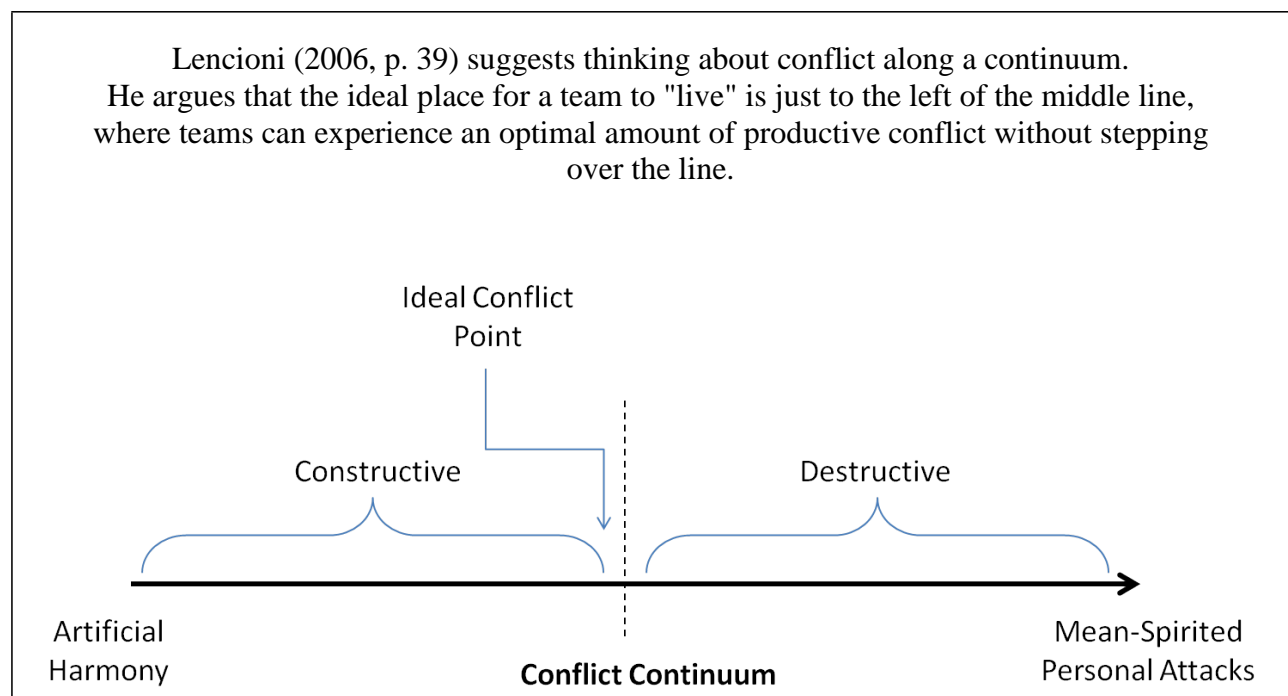 Lencioni (2006, p. 39) suggests thinking about conflict along a continuum.
He argues that the ideal place for a team to "live" is just to the left of the middle line,
where teams can experience an optimal amount of productive conflict without stepping
over the line.
Ideal Conflict
Point
Constructive
Destructive
Artificial
Harmony
Conflict Continuum
Mean-Spirited
Personal Attacks